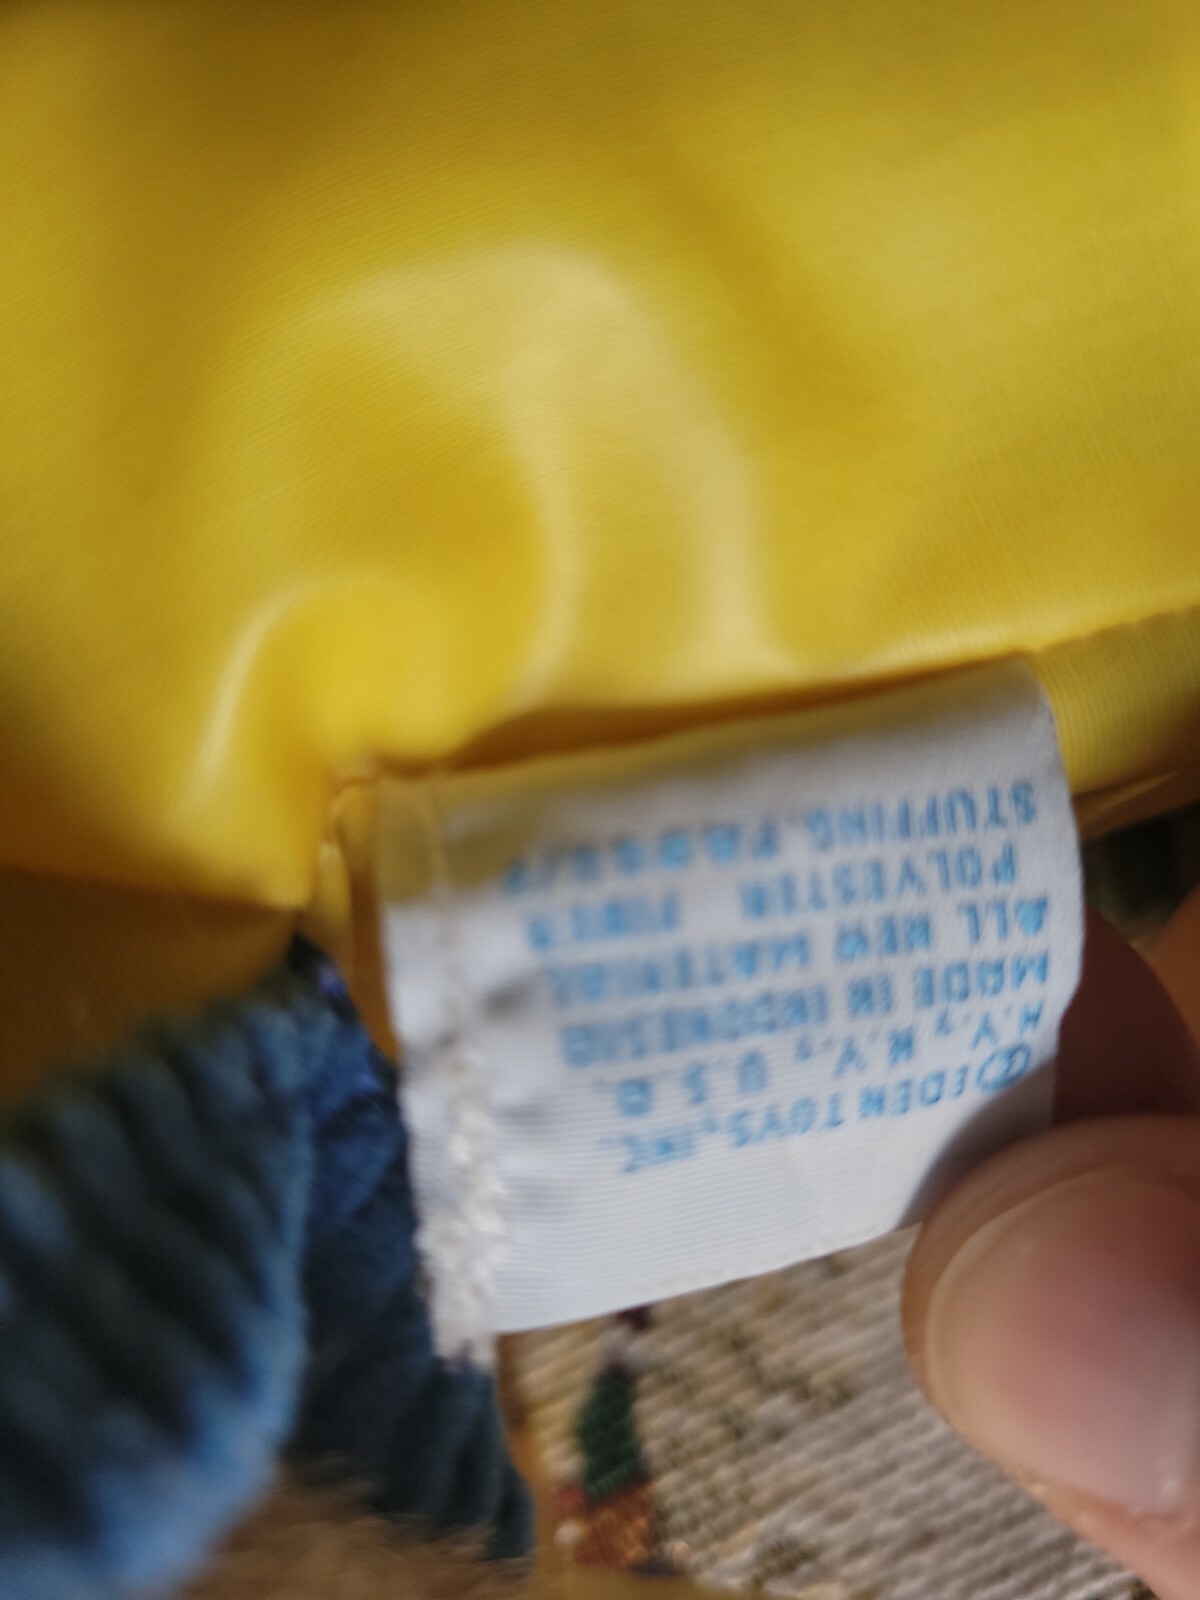 Ⓒ EDEN TOYS, INC.
N.Y., N.Y., U.S.A.
MADE IN INDONESIA
ALL NEW MATERIAL
POLYESTER FIBER
STUFFING.